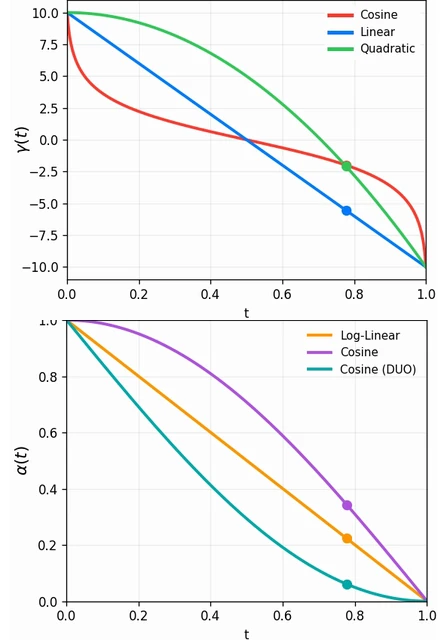 10.0
7.5
5.0
2.5
0.0
−2.5
−5.0
−7.5
−10.0
γ(t)
Cosine
Linear
Quadratic
0.0 0.2 0.4 0.6 0.8 1.0
t
1.0
0.8
0.6
0.4
0.2
0.0
α(t)
Log-Linear
Cosine
Cosine (DUO)
0.0 0.2 0.4 0.6 0.8 1.0
t